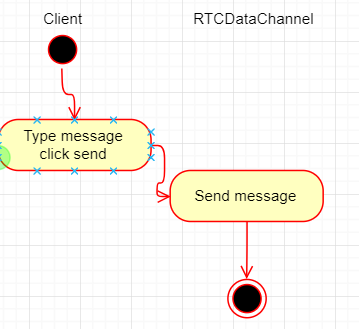 Client
RTCDataChannel
Type message
click send
Send message